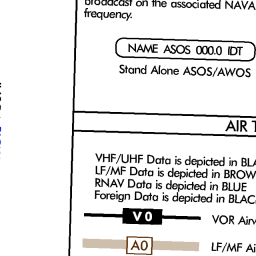 broadcast on the associated NAVA
frequency.
NAME ASOS 000.0 IDT
Stand Alone ASOS/AWOS
AIR T
VHF/UHF Data is depicted in BLA
LF/MF Data is depicted in BROW
RNAV Data is depicted in BLUE
Foreign Data is depicted in BLAC
V 0 VOR Airw
A0 LF/MF Ai